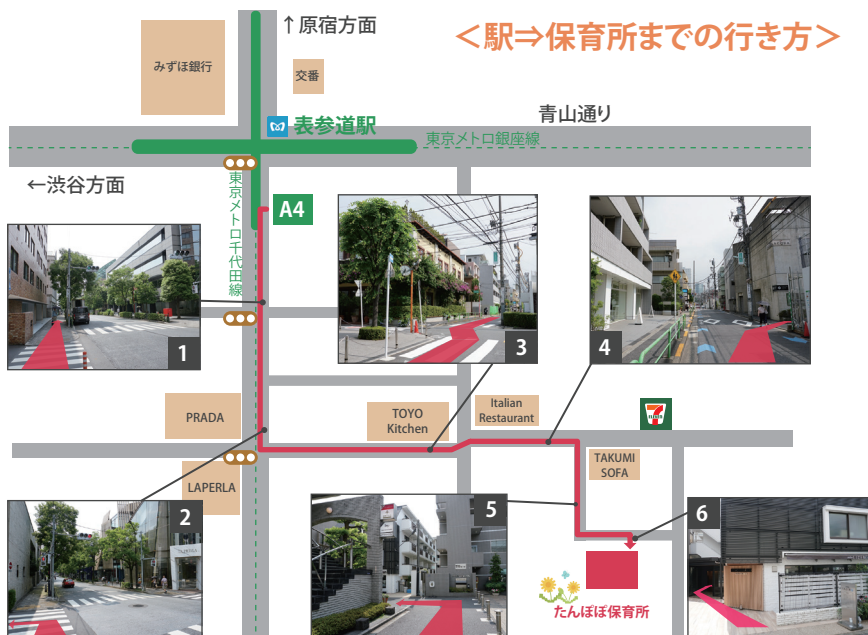 ↑原宿方面
＜駅⇒保育所までの行き方＞
みずほ銀行
交番
表参道駅
青山通り
東京メトロ銀座線
←渋谷方面
東京メトロ千代田線
A4
1
3
4
PRADA
TOYO
Kitchen
Italian
Restaurant
7
ELEVEN
LAPERLA
TAKUMI
SOFA
2
5
6
たんぽぽ保育所